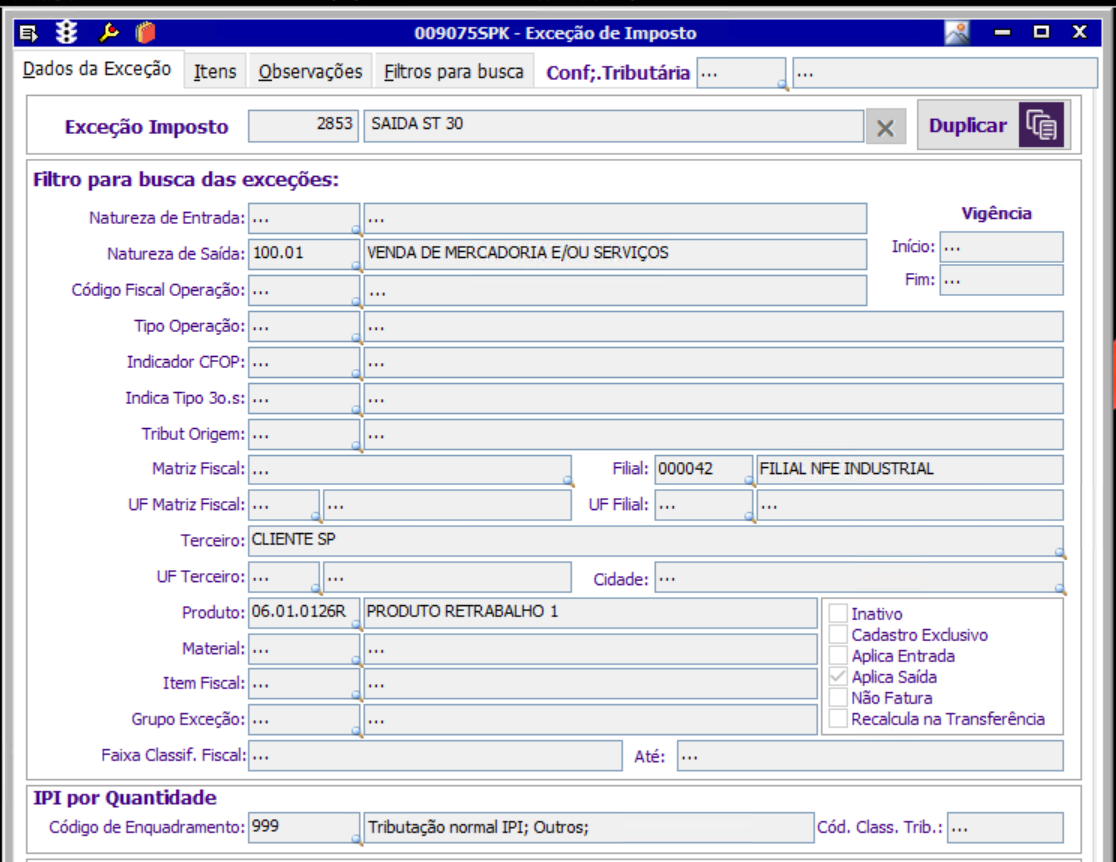 009075SPK - Exceção de Imposto
Dados da Exceção Itens Observações Filtros para busca Conf;.Tributária ... ...
Exceção Imposto 2853 SAIDA ST 30 Duplicar
Filtro para busca das exceções:
Natureza de Entrada: ... ... Vigência
Natureza de Saída: 100.01 VENDA DE MERCADORIA E/OU SERVIÇOS Início: ...
Código Fiscal Operação: ... ... Fim: ...
Tipo Operação: ... ...
Indicador CFOP: ... ...
Indica Tipo 3o.s: ... ...
Tribut Origem: ... ...
Matriz Fiscal: ... Filial: 000042 FILIAL NFE INDUSTRIAL
UF Matriz Fiscal: ... ... UF Filial: ... ...
Terceiro: CLIENTE SP
UF Terceiro: ... ... Cidade: ...
Produto: 06.01.0126R PRODUTO RETRABALHO 1
Material: ... ...
Item Fiscal: ... ...
Grupo Exceção: ... ...
Inativo
Cadastro Exclusivo
Aplica Entrada
Aplica Saída
Não Fatura
Recalcula na Transferência
Faixa Classif. Fiscal: ... Até: ...
IPI por Quantidade
Código de Enquadramento: 999 Tributação normal IPI; Outros; Cód. Class. Trib.: ...